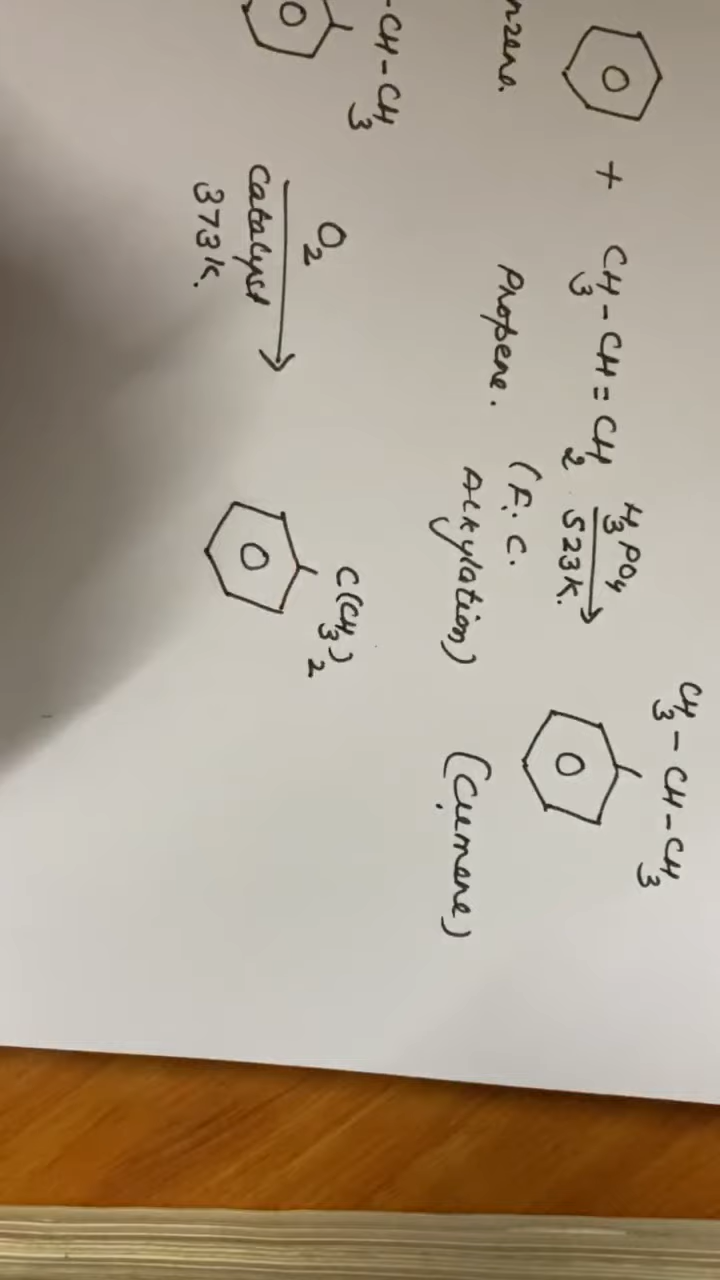 CH3 - CH - CH3
+ CH3 - CH = CH2 H3PO4
523K.
nzene. Propene. (F.C.
Alkylation) (Cumene)
-CH-CH3
O2 C(CH3)2
Catalyst
373K.